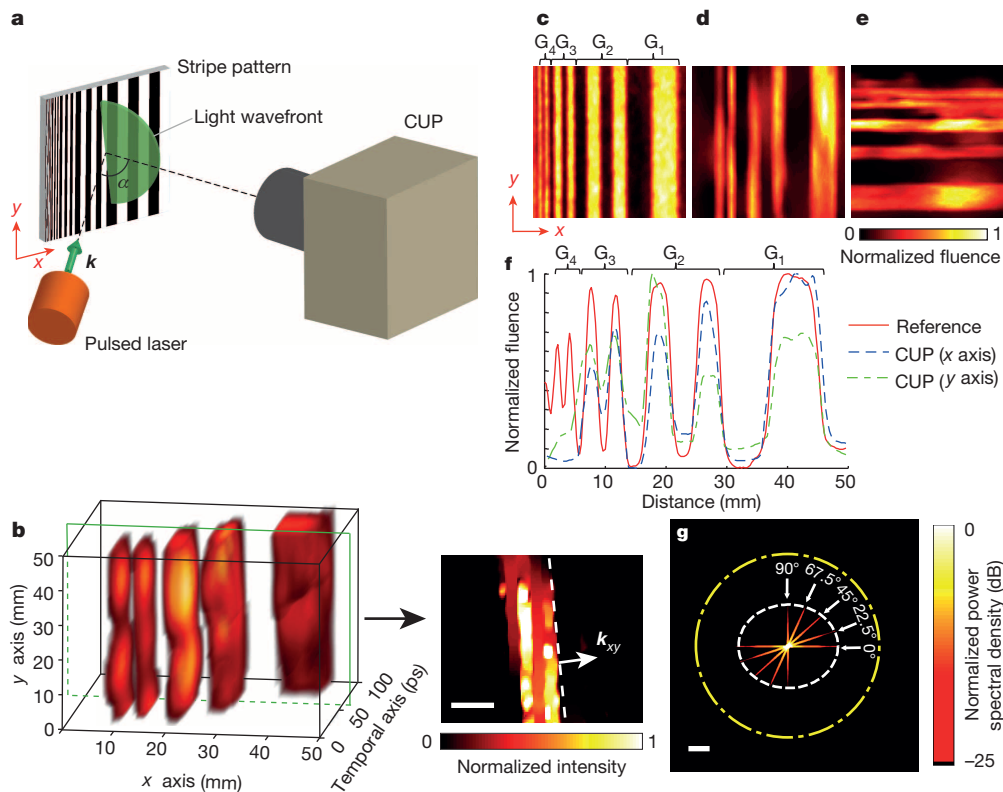 a
Stripe pattern
Light wavefront
CUP
α
y
x
k
Pulsed laser
c
d
e
G4 G3 G2 G1
y
x
0 1
Normalized fluence
f
G4 G3 G2 G1
1
0
Normalized fluence
0 10 20 30 40 50
Distance (mm)
Reference
CUP (x axis)
CUP (y axis)
b
50
40
30
20
10
0
y axis (mm)
10 20 30 40 50
x axis (mm)
0 50 100
Temporal axis (ps)
kxy
0 1
Normalized intensity
g
90° 67.5° 45° 22.5° 0°
0
–25
Normalized power
spectral density (dB)